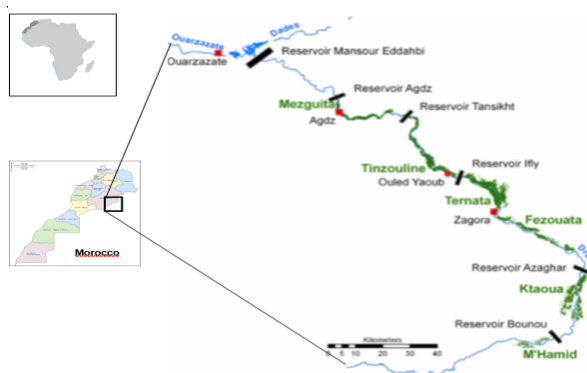 Ouarzazate
Dades
Reservoir Mansour Eddahbi
Ouarzazate
Reservoir Agdz
Mezguita
Reservoir Tansikht
Agdz
Tinzouline
Reservoir Ifly
Ouled Yaoub
Ternata
Zagora
Fezouata
Reservoir Azaghar
Ktaoua
Morocco
Reservoir Bounou
Kilometers
M'Hamid
0 5 10 20 30 40